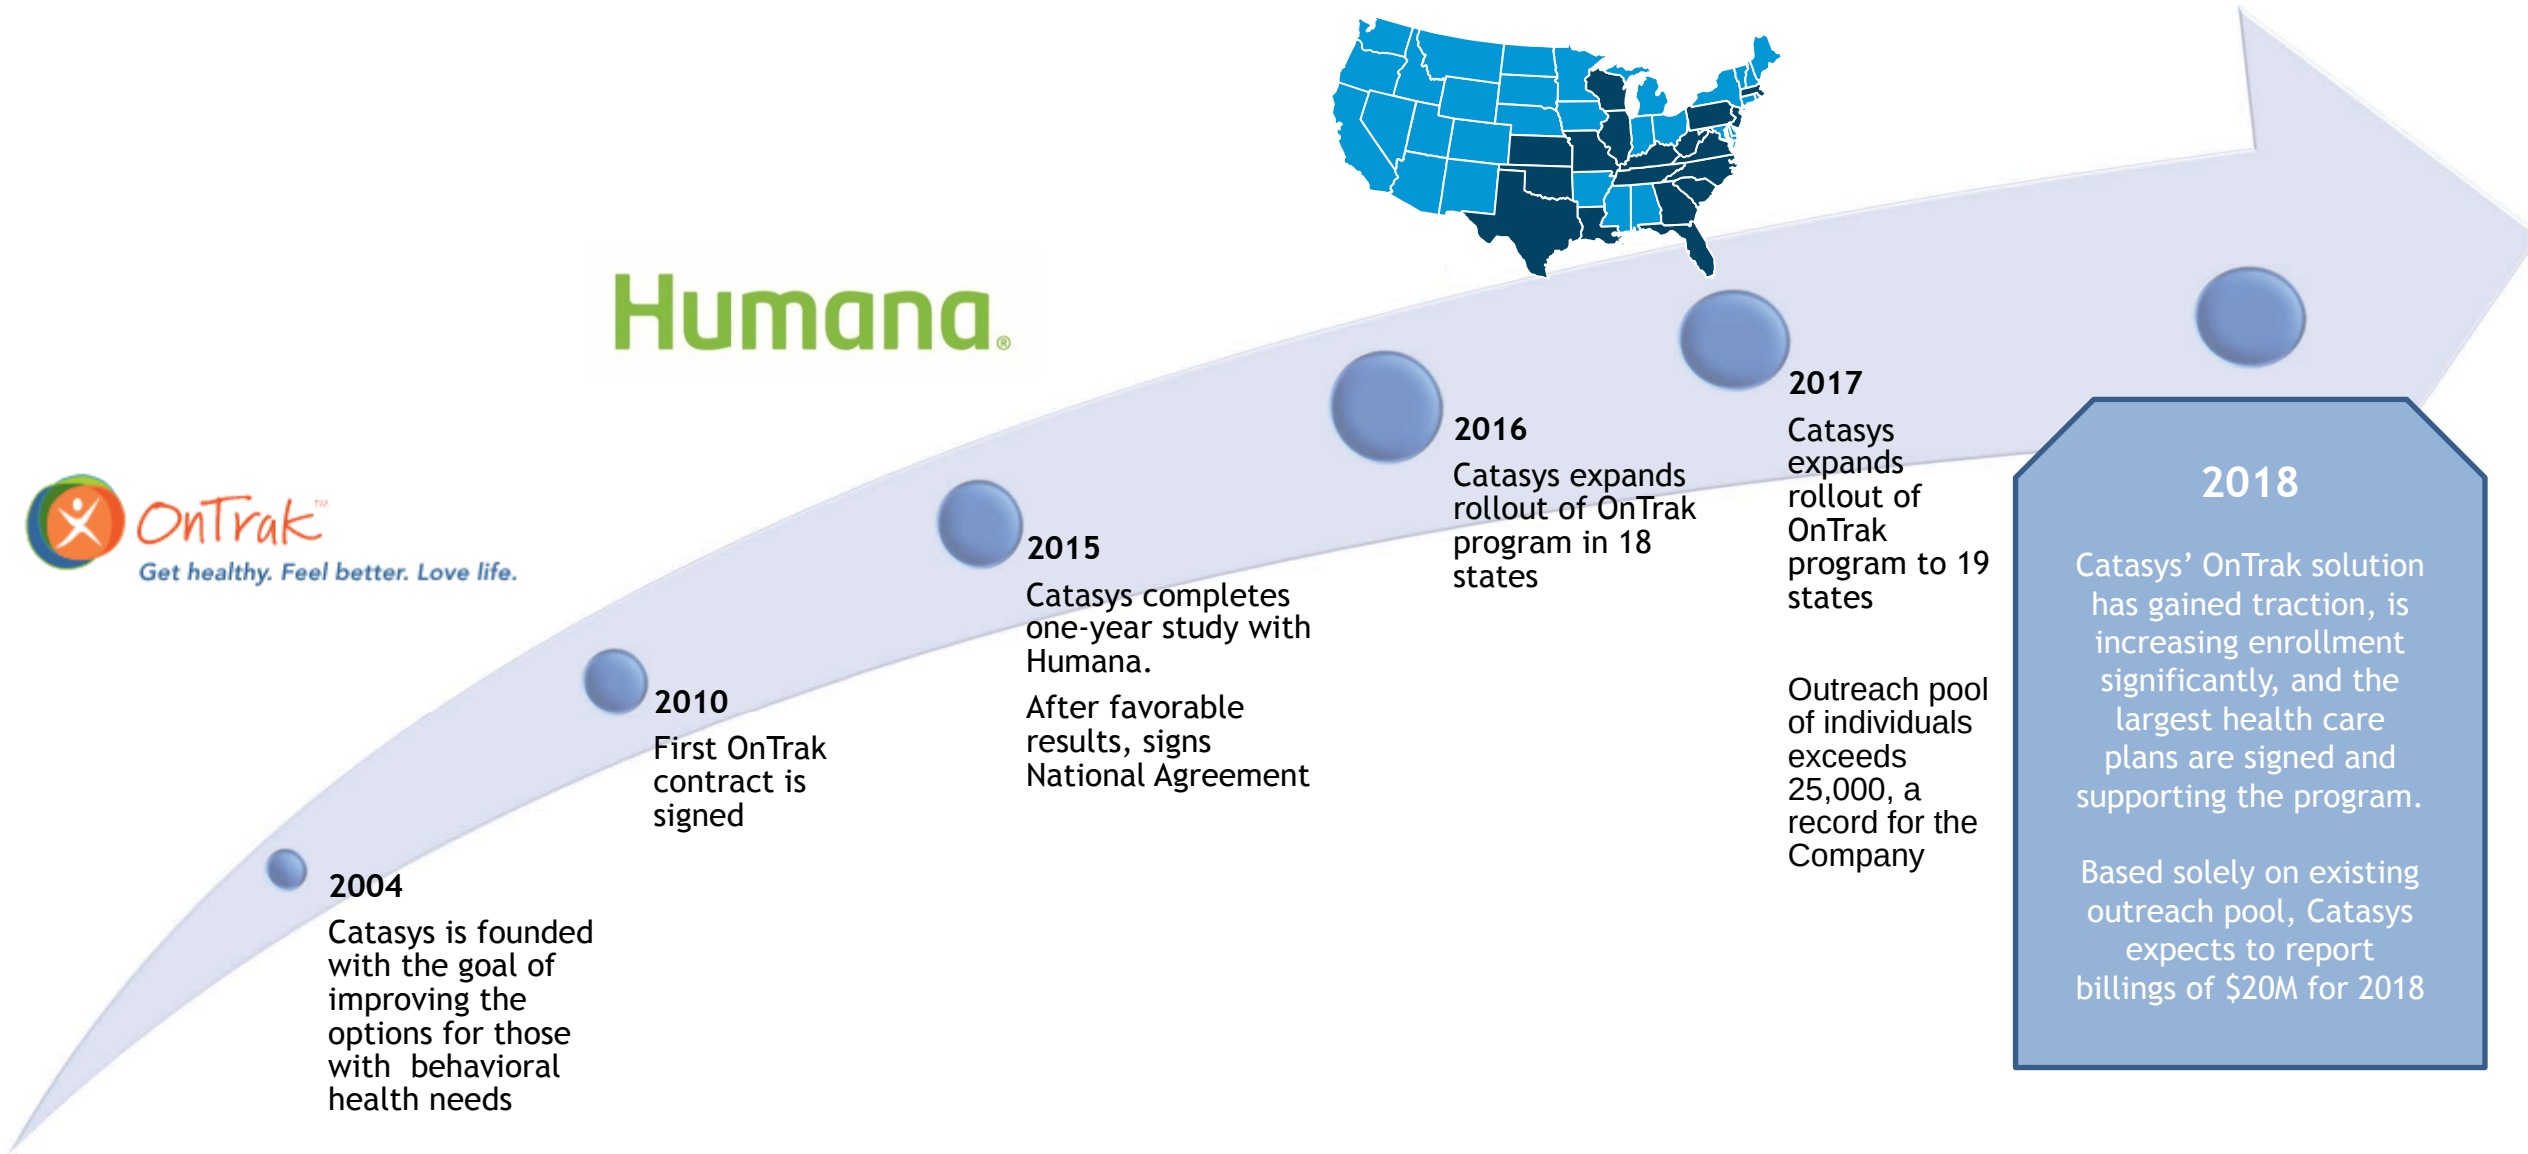 OnTrak™
Get healthy. Feel better. Love life.
Humana®
2004
Catasys is founded
with the goal of
improving the
options for those
with behavioral
health needs
2010
First OnTrak
contract is
signed
2015
Catasys completes
one-year study with
Humana.
After favorable
results, signs
National Agreement
2016
Catasys expands
rollout of OnTrak
program in 18
states
2017
Catasys
expands
rollout of
OnTrak
program to 19
states
Outreach pool
of individuals
exceeds
25,000, a
record for the
Company
2018
Catasys’ OnTrak solution
has gained traction, is
increasing enrollment
significantly, and the
largest health care
plans are signed and
supporting the program.
Based solely on existing
outreach pool, Catasys
expects to report
billings of $20M for 2018